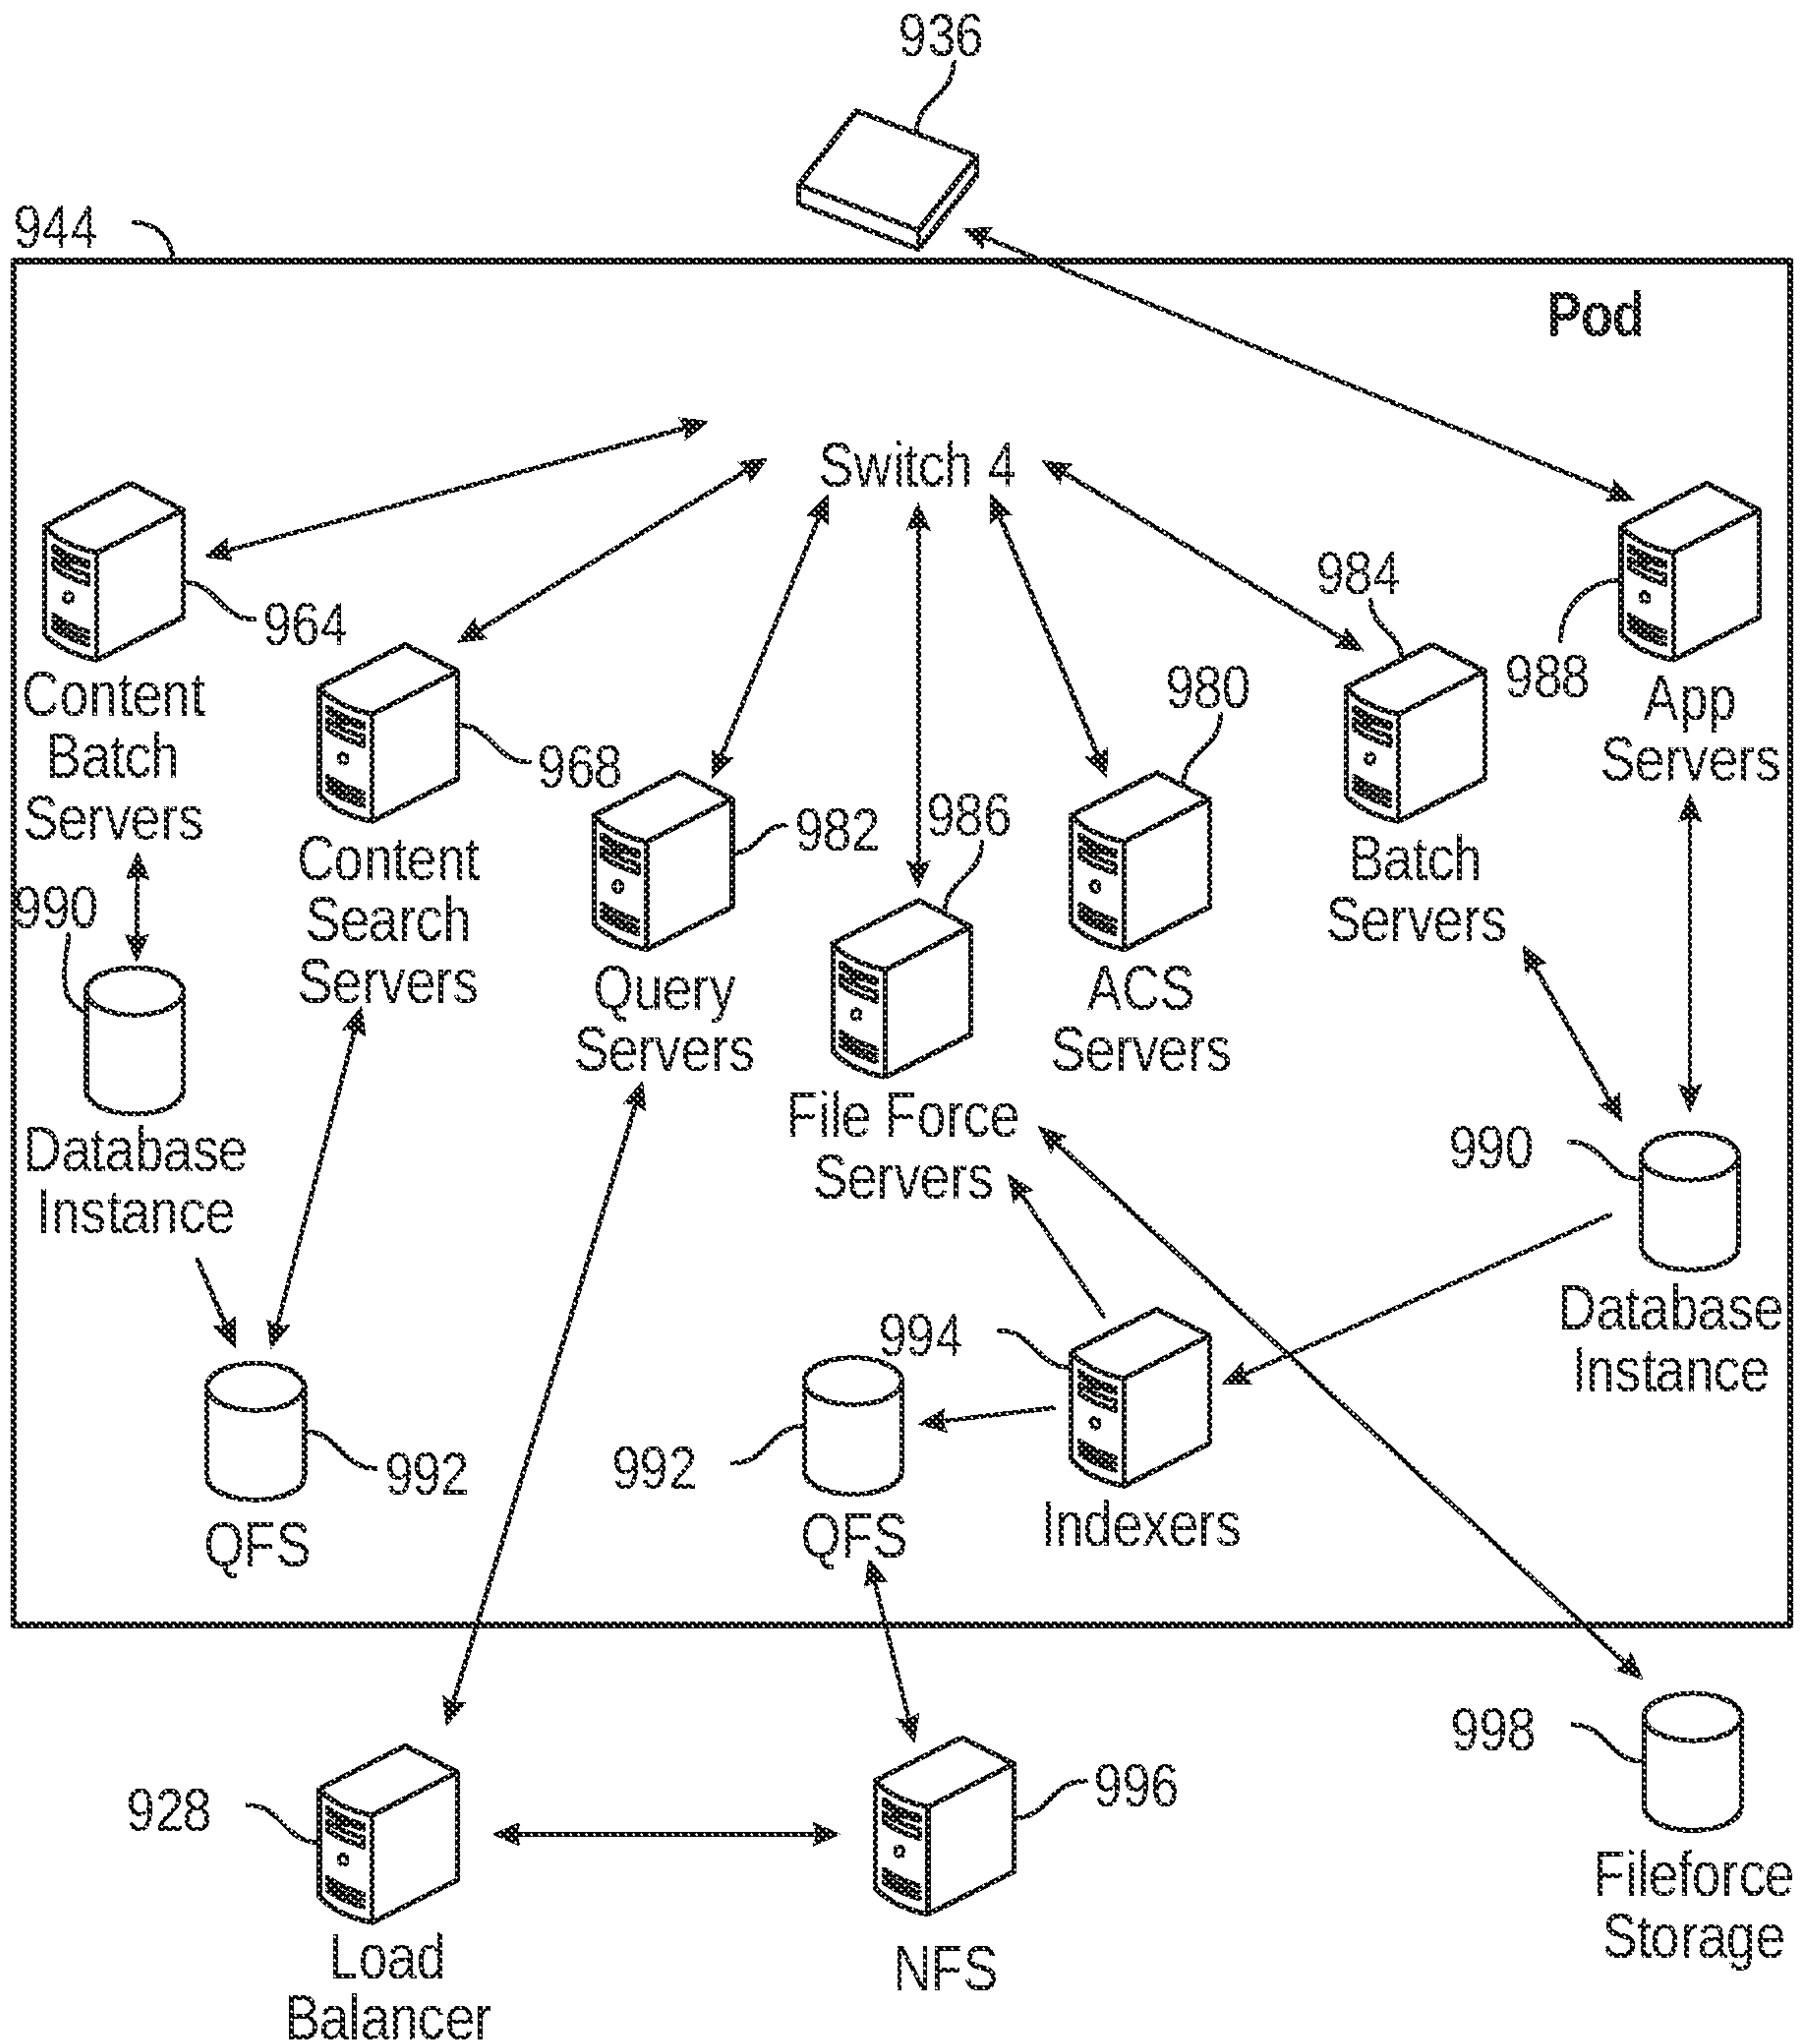 936
944
Pod
Switch 4
984
964
988
980
Content
Batch
Servers
App
Servers
968
982
986
Content
Search
Servers
Batch
Servers
990
Query
Servers
ACS
Servers
File Force
Servers
Database
Instance
990
994
Database
Instance
992
992
QFS
QFS
Indexers
998
928
996
Load
Balancer
NFS
Fileforce
Storage